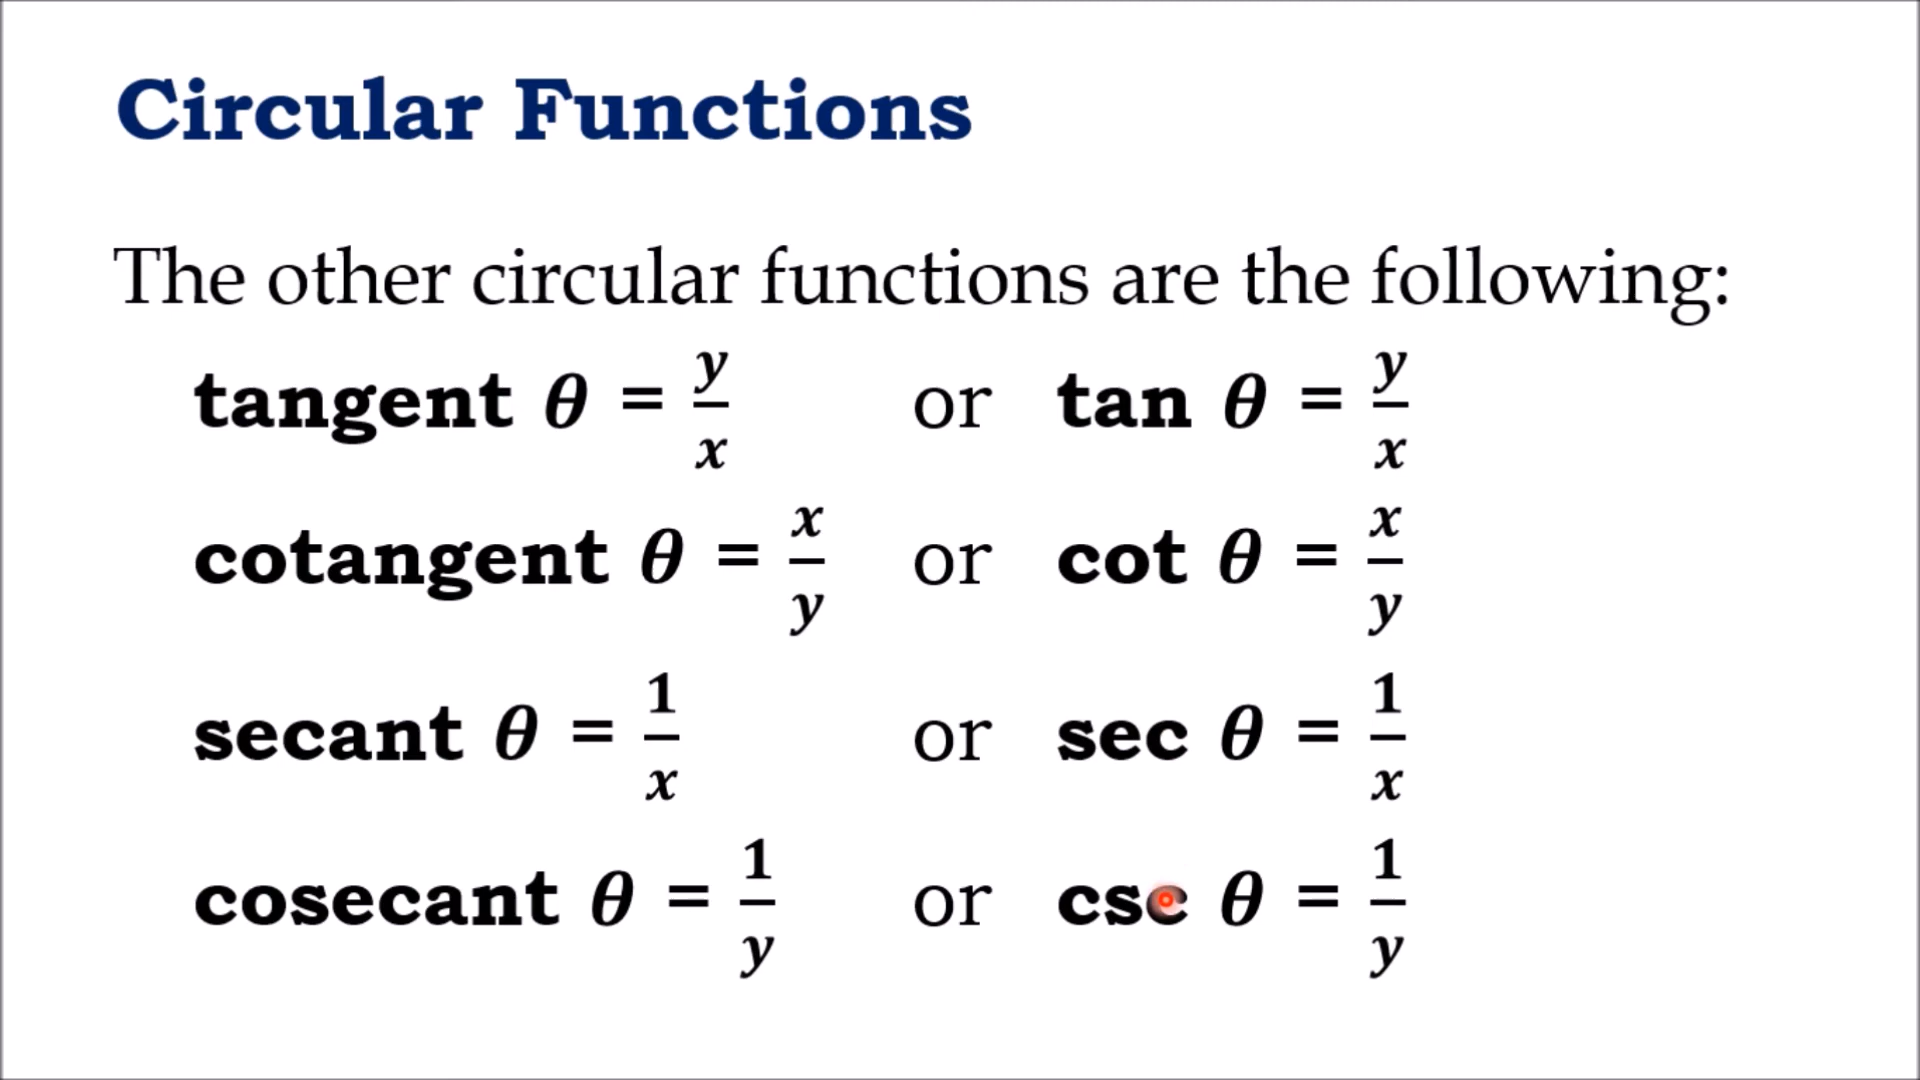 Circular Functions
The other circular functions are the following:
tangent θ = y/x or tan θ = y/x
cotangent θ = x/y or cot θ = x/y
secant θ = 1/x or sec θ = 1/x
cosecant θ = 1/y or csc θ = 1/y